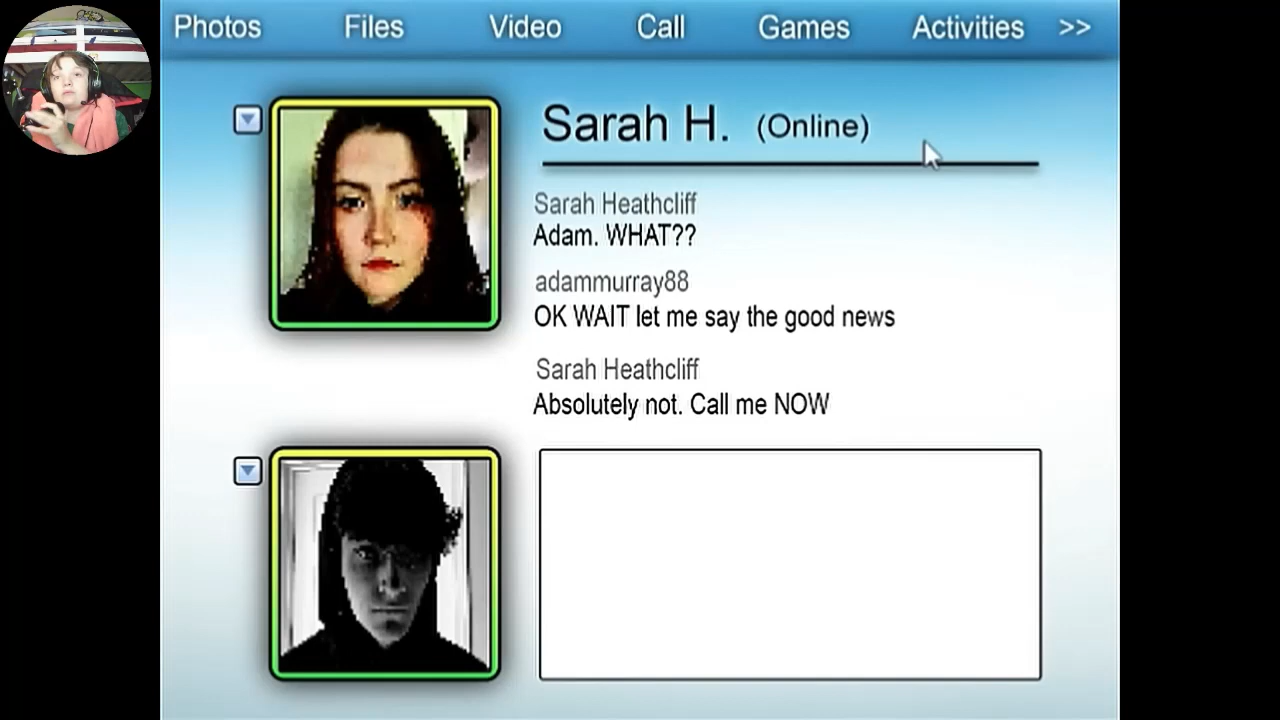 Photos Files Video Call Games Activities >>
Sarah H. (Online)
Sarah Heathcliff
Adam. WHAT??
adammurray88
OK WAIT let me say the good news
Sarah Heathcliff
Absolutely not. Call me NOW